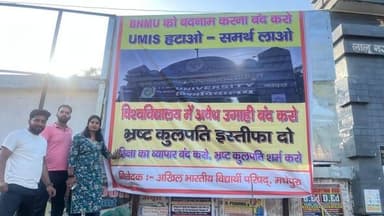 BNMU को बदनाम करना बंद करो
UMIS हटाओ - समर्थ लाओ
UNIVERSITY
विश्वविद्यालय में अवैध उगाही बंद करो
भ्रष्ट कुलपति इस्तीफा दो
का व्यापार बंद करो, भ्रष्ट कुलपति शर्म करो
निवेदक :- अखिल भारतीय विद्यार्थी परिषद्, मधेपुरा
लालू